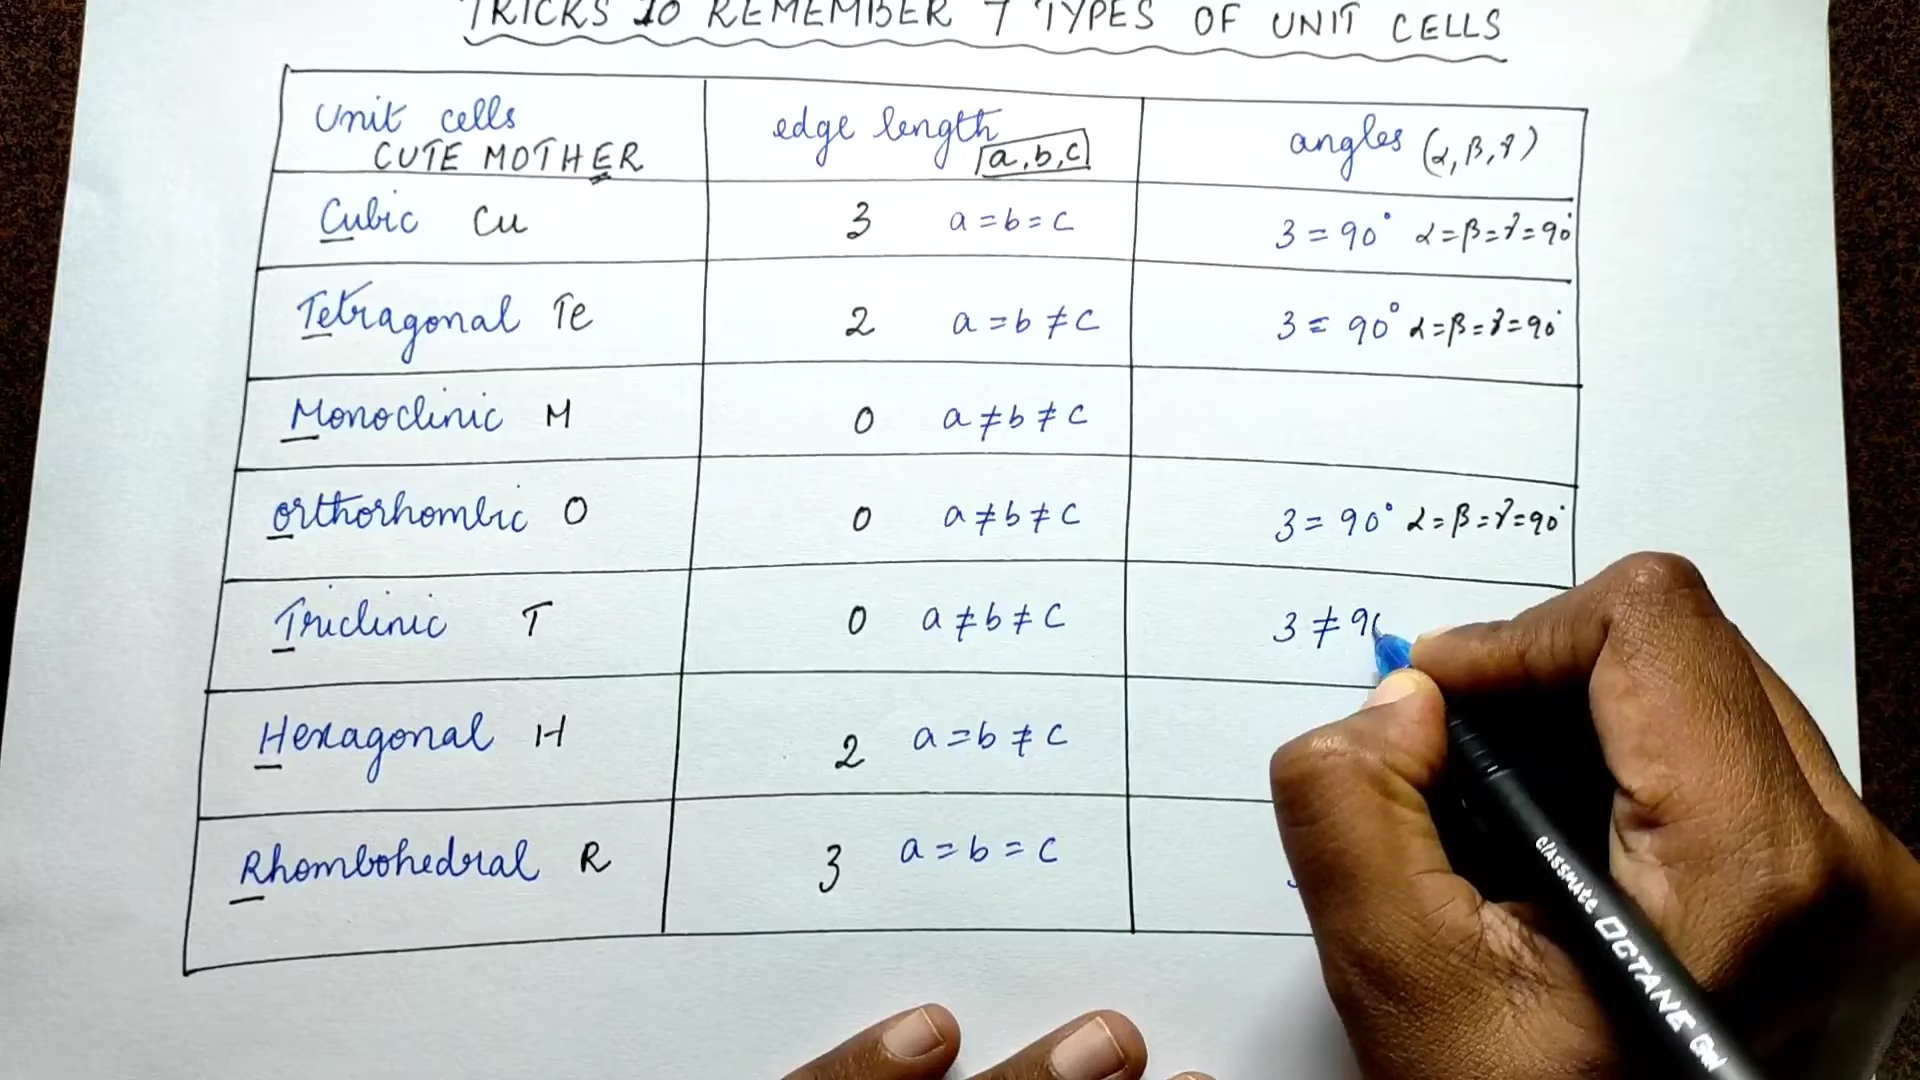 TRICKS TO REMEMBER 7 TYPES OF UNIT CELLS
Unit cells
CUTE MOTHER
edge length
a,b,c
angles (α,β,γ)
Cubic Cu 3 a=b=c 3=90° α=β=γ=90°
Tetragonal Te 2 a=b≠c 3=90° α=β=γ=90°
Monoclinic M 0 a≠b≠c
Orthorhombic O 0 a≠b≠c 3=90° α=β=γ=90°
Triclinic T 0 a≠b≠c 3≠90
Hexagonal H 2 a=b≠c
Rhombohedral R 3 a=b=c
classmate OCTANE Gel